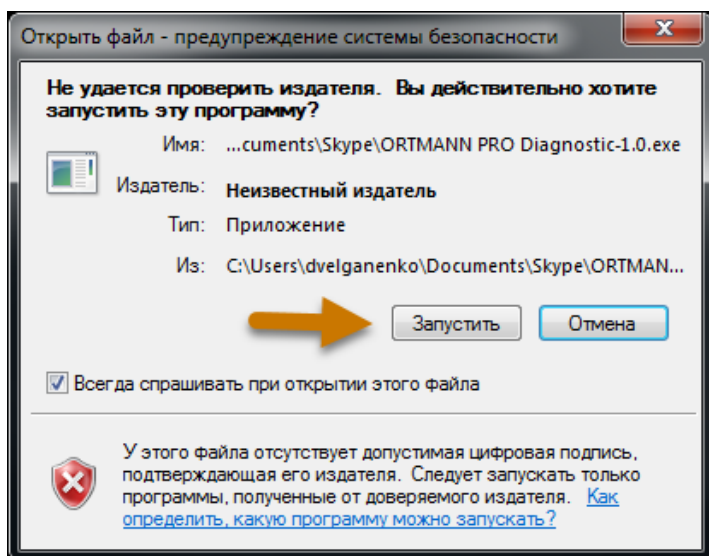 Открыть файл - предупреждение системы безопасности
Не удается проверить издателя. Вы действительно хотите
запустить эту программу?
Имя: ...cuments\Skype\ORTMANN PRO Diagnostic-1.0.exe
Издатель: Неизвестный издатель
Тип: Приложение
Из: C:\Users\dvelganenko\Documents\Skype\ORTMAN...
Запустить Отмена
Всегда спрашивать при открытии этого файла
У этого файла отсутствует допустимая цифровая подпись,
подтверждающая его издателя. Следует запускать только
программы, полученные от доверяемого издателя. Как
определить, какую программу можно запускать?